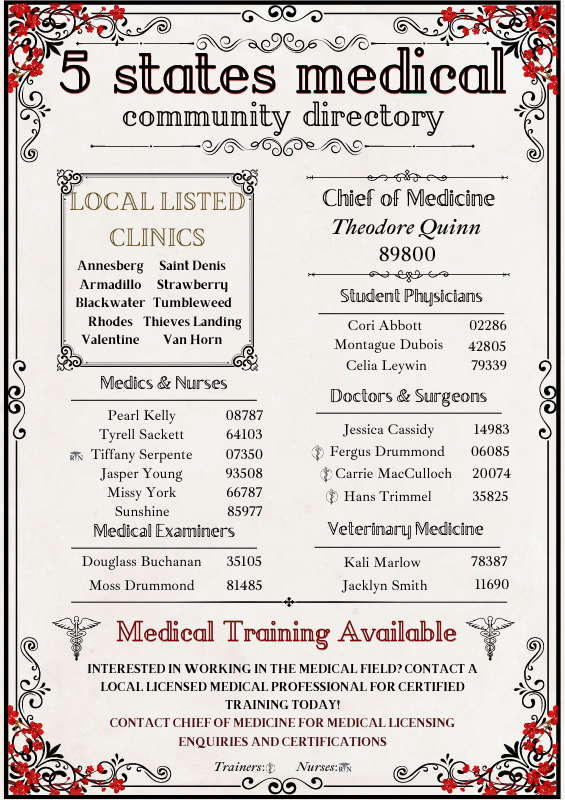 5 states medical
community directory
LOCAL LISTED
CLINICS
Annesberg Saint Denis
Armadillo Strawberry
Blackwater Tumbleweed
Rhodes Thieves Landing
Valentine Van Horn
Medics & Nurses
Pearl Kelly 08787
Tyrell Sackett 64103
RN Tiffany Serpente 07350
Jasper Young 93508
Missy York 66787
Sunshine 85977
Medical Examiners
Douglass Buchanan 35105
Moss Drummond 81485
Chief of Medicine
Theodore Quinn
89800
Student Physicians
Cori Abbott 02286
Montague Dubois 42805
Celia Leywin 79339
Doctors & Surgeons
Jessica Cassidy 14983
Fergus Drummond 06085
Carrie MacCulloch 20074
Hans Trimmel 35825
Veterinary Medicine
Kali Marlow 78387
Jacklyn Smith 11690
Medical Training Available
INTERESTED IN WORKING IN THE MEDICAL FIELD? CONTACT A
LOCAL LICENSED MEDICAL PROFESSIONAL FOR CERTIFIED
TRAINING TODAY!
CONTACT CHIEF OF MEDICINE FOR MEDICAL LICENSING
ENQUIRIES AND CERTIFICATIONS
Trainers: Nurses:RN